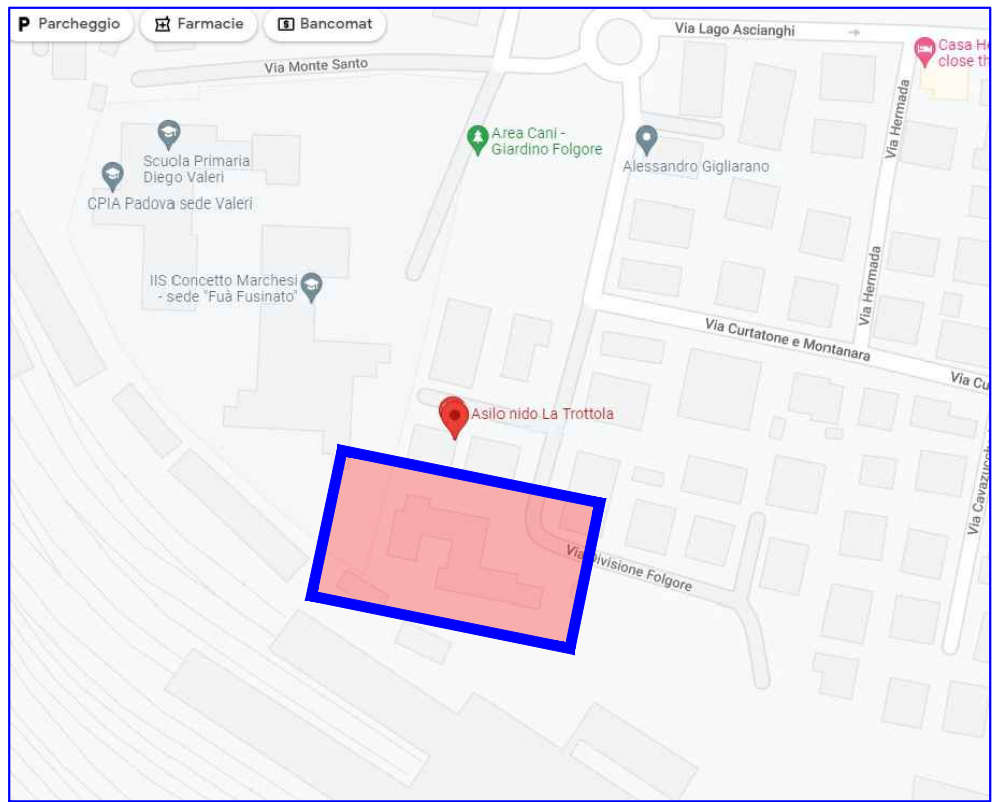 P Parcheggio
Farmacie
Bancomat
Via Lago Ascianghi
Casa He
close th
Via Monte Santo
Via Hermada
Area Cani -
Giardino Folgore
Scuola Primaria
Diego Valeri
Alessandro Gigliarano
CPIA Padova sede Valeri
IIS Concetto Marchesi
- sede "Fuà Fusinato"
Via Hermada
Via Curtatone e Montanara
Via Cu
Asilo nido La Trottola
Via Cavazucch
Via Divisione Folgore